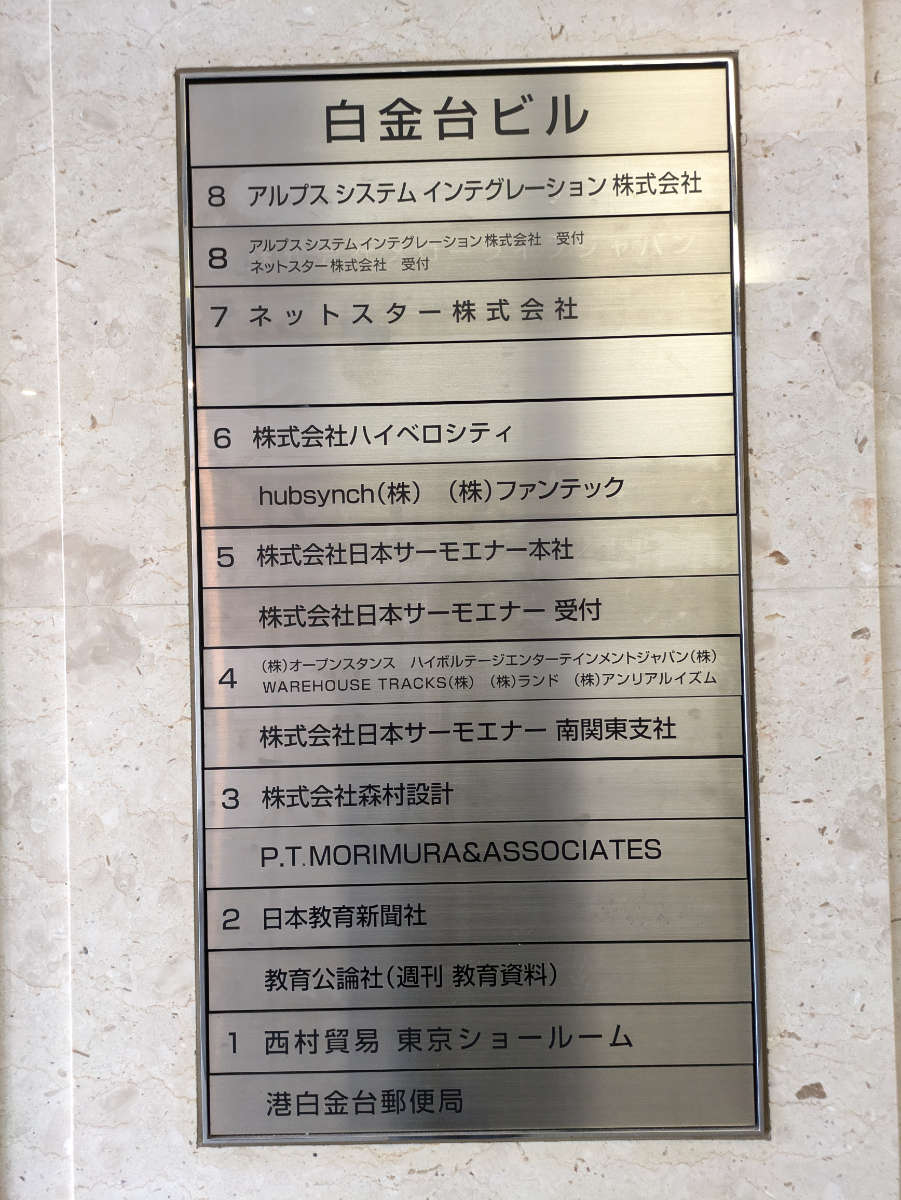 白金台ビル
8 アルプス システム インテグレーション 株式会社
8 アルプス システム インテグレーション 株式会社 受付
ネットスター 株式会社 受付
7 ネットスター株式会社
6 株式会社ハイベロシティ
hubsynch(株) (株)ファンテック
5 株式会社日本サーモエナー本社
株式会社日本サーモエナー 受付
4 (株)オープンスタンス ハイボルテージエンターテインメントジャパン(株)
WAREHOUSE TRACKS(株) (株)ランド (株)アンリアルイズム
株式会社日本サーモエナー 南関東支社
3 株式会社森村設計
P.T.MORIMURA&ASSOCIATES
2 日本教育新聞社
教育公論社(週刊 教育資料)
1 西村貿易 東京ショールーム
港白金台郵便局